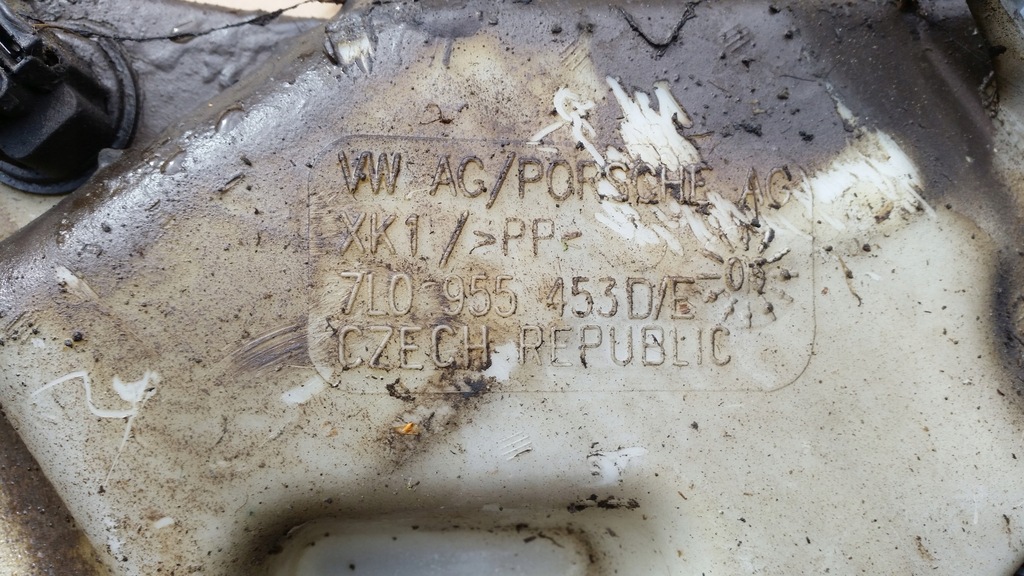 VW AG/PORSCHE AG
XK1 / >PP<
7L0 955 453D/E
CZECH REPUBLIC